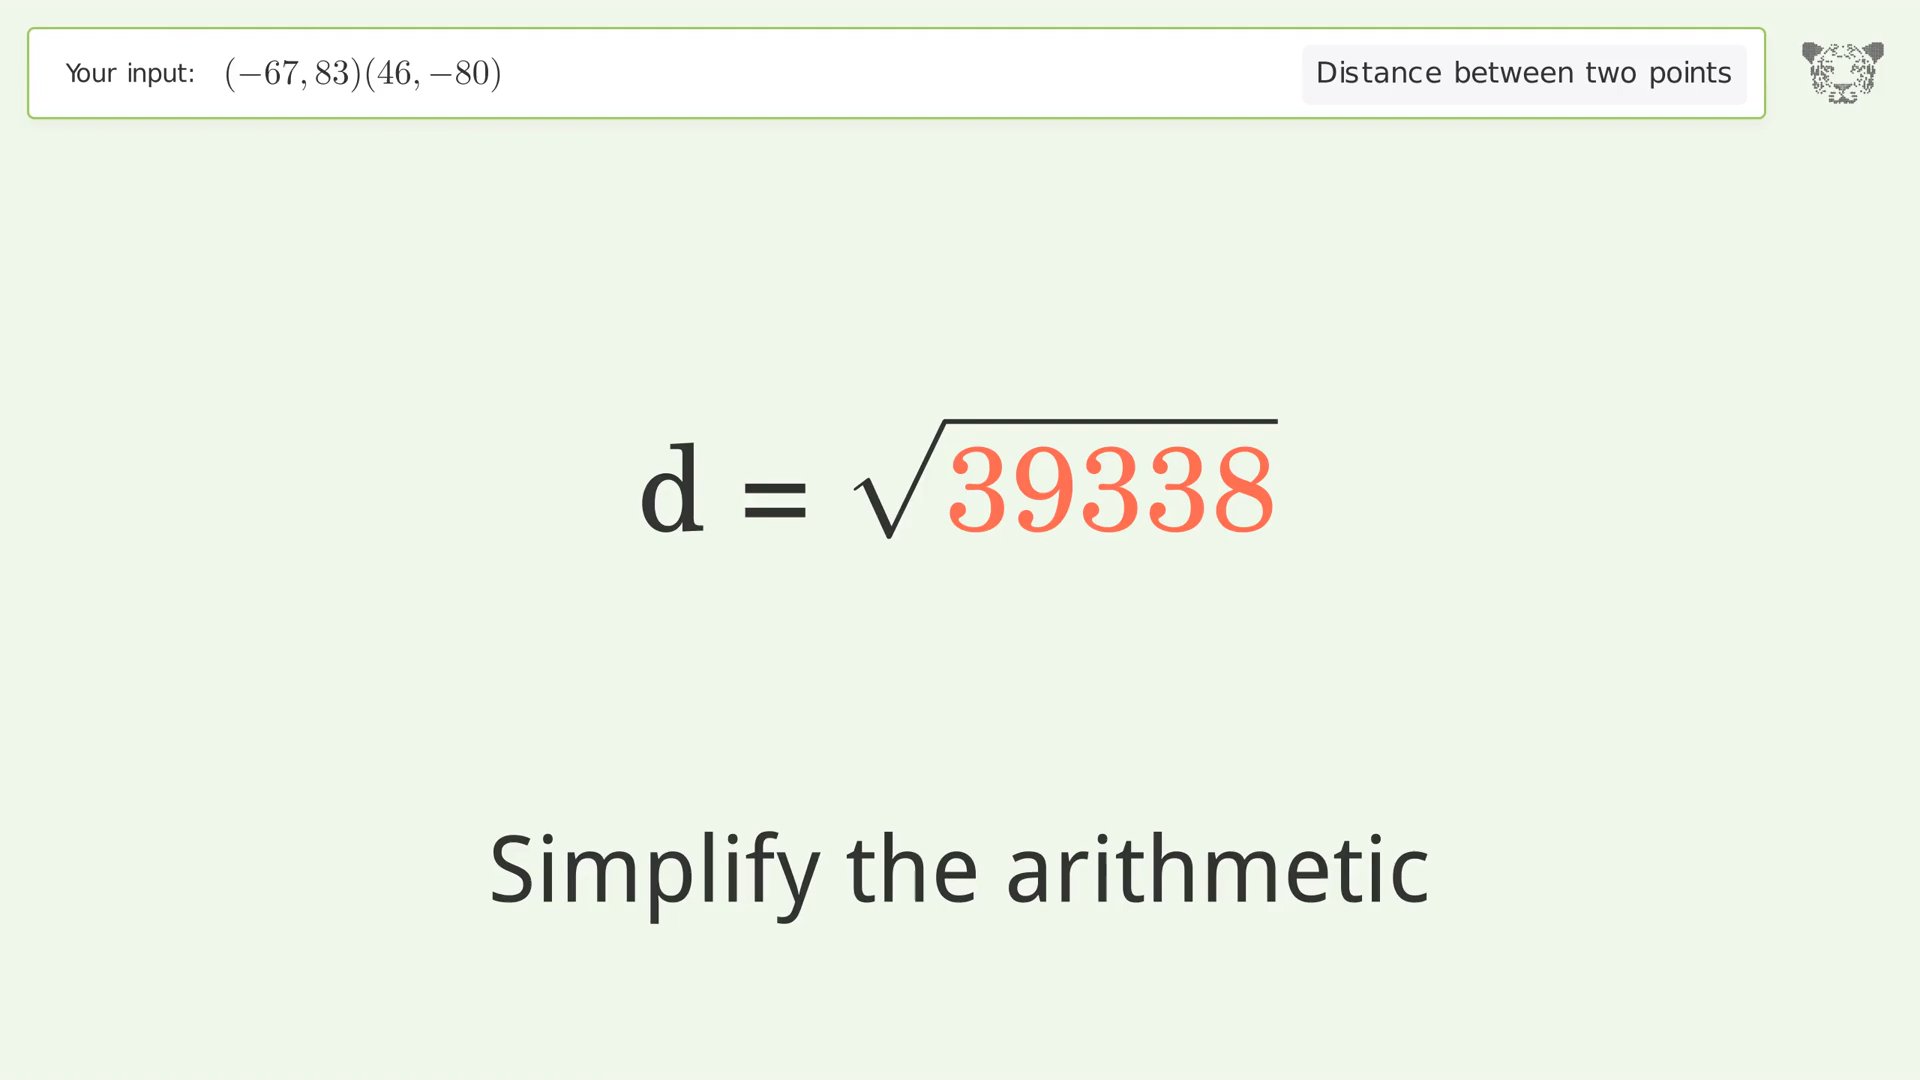 Your input: (−67, 83)(46, −80) Distance between two points
d = √39338
Simplify the arithmetic